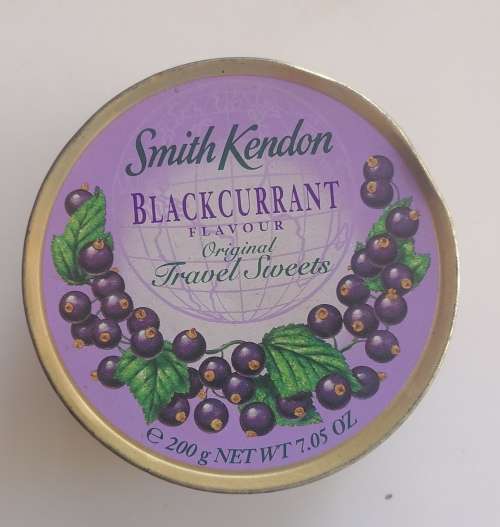 Smith Kendon
BLACKCURRANT
FLAVOUR
Original
Travel Sweets
℮ 200 g NET WT 7.05 OZ